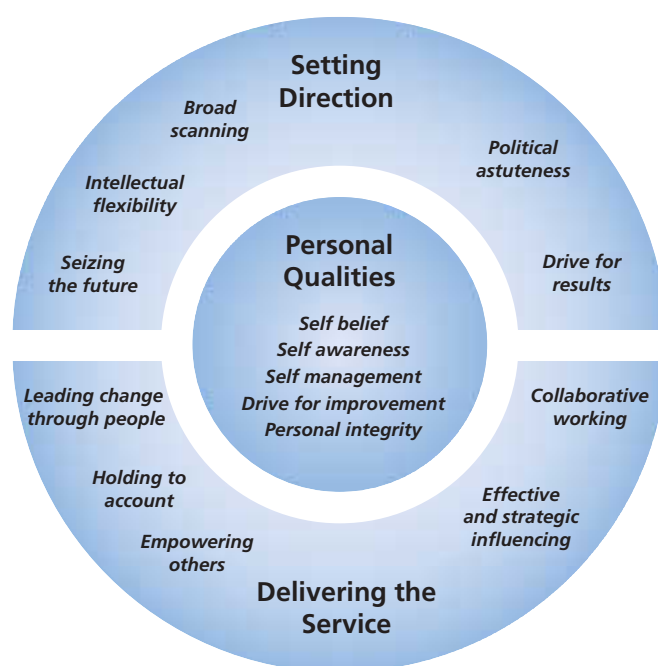 Setting
Direction
Broad
scanning
Political
astuteness
Intellectual
flexibility
Seizing
the future
Drive for
results
Personal
Qualities
Self belief
Self awareness
Self management
Drive for improvement
Personal integrity
Leading change
through people
Collaborative
working
Holding to
account
Effective
and strategic
influencing
Empowering
others
Delivering the
Service